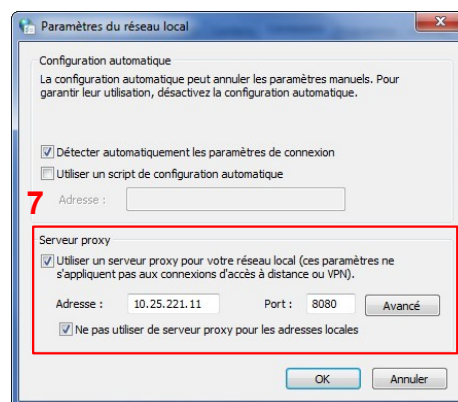 Paramètres du réseau local
Configuration automatique
La configuration automatique peut annuler les paramètres manuels. Pour
garantir leur utilisation, désactivez la configuration automatique.
Détecter automatiquement les paramètres de connexion
Utiliser un script de configuration automatique
7
Adresse :
Serveur proxy
Utiliser un serveur proxy pour votre réseau local (ces paramètres ne
s'appliquent pas aux connexions d'accès à distance ou VPN).
Adresse : 10.25.221.11 Port : 8080 Avancé
Ne pas utiliser de serveur proxy pour les adresses locales
OK Annuler